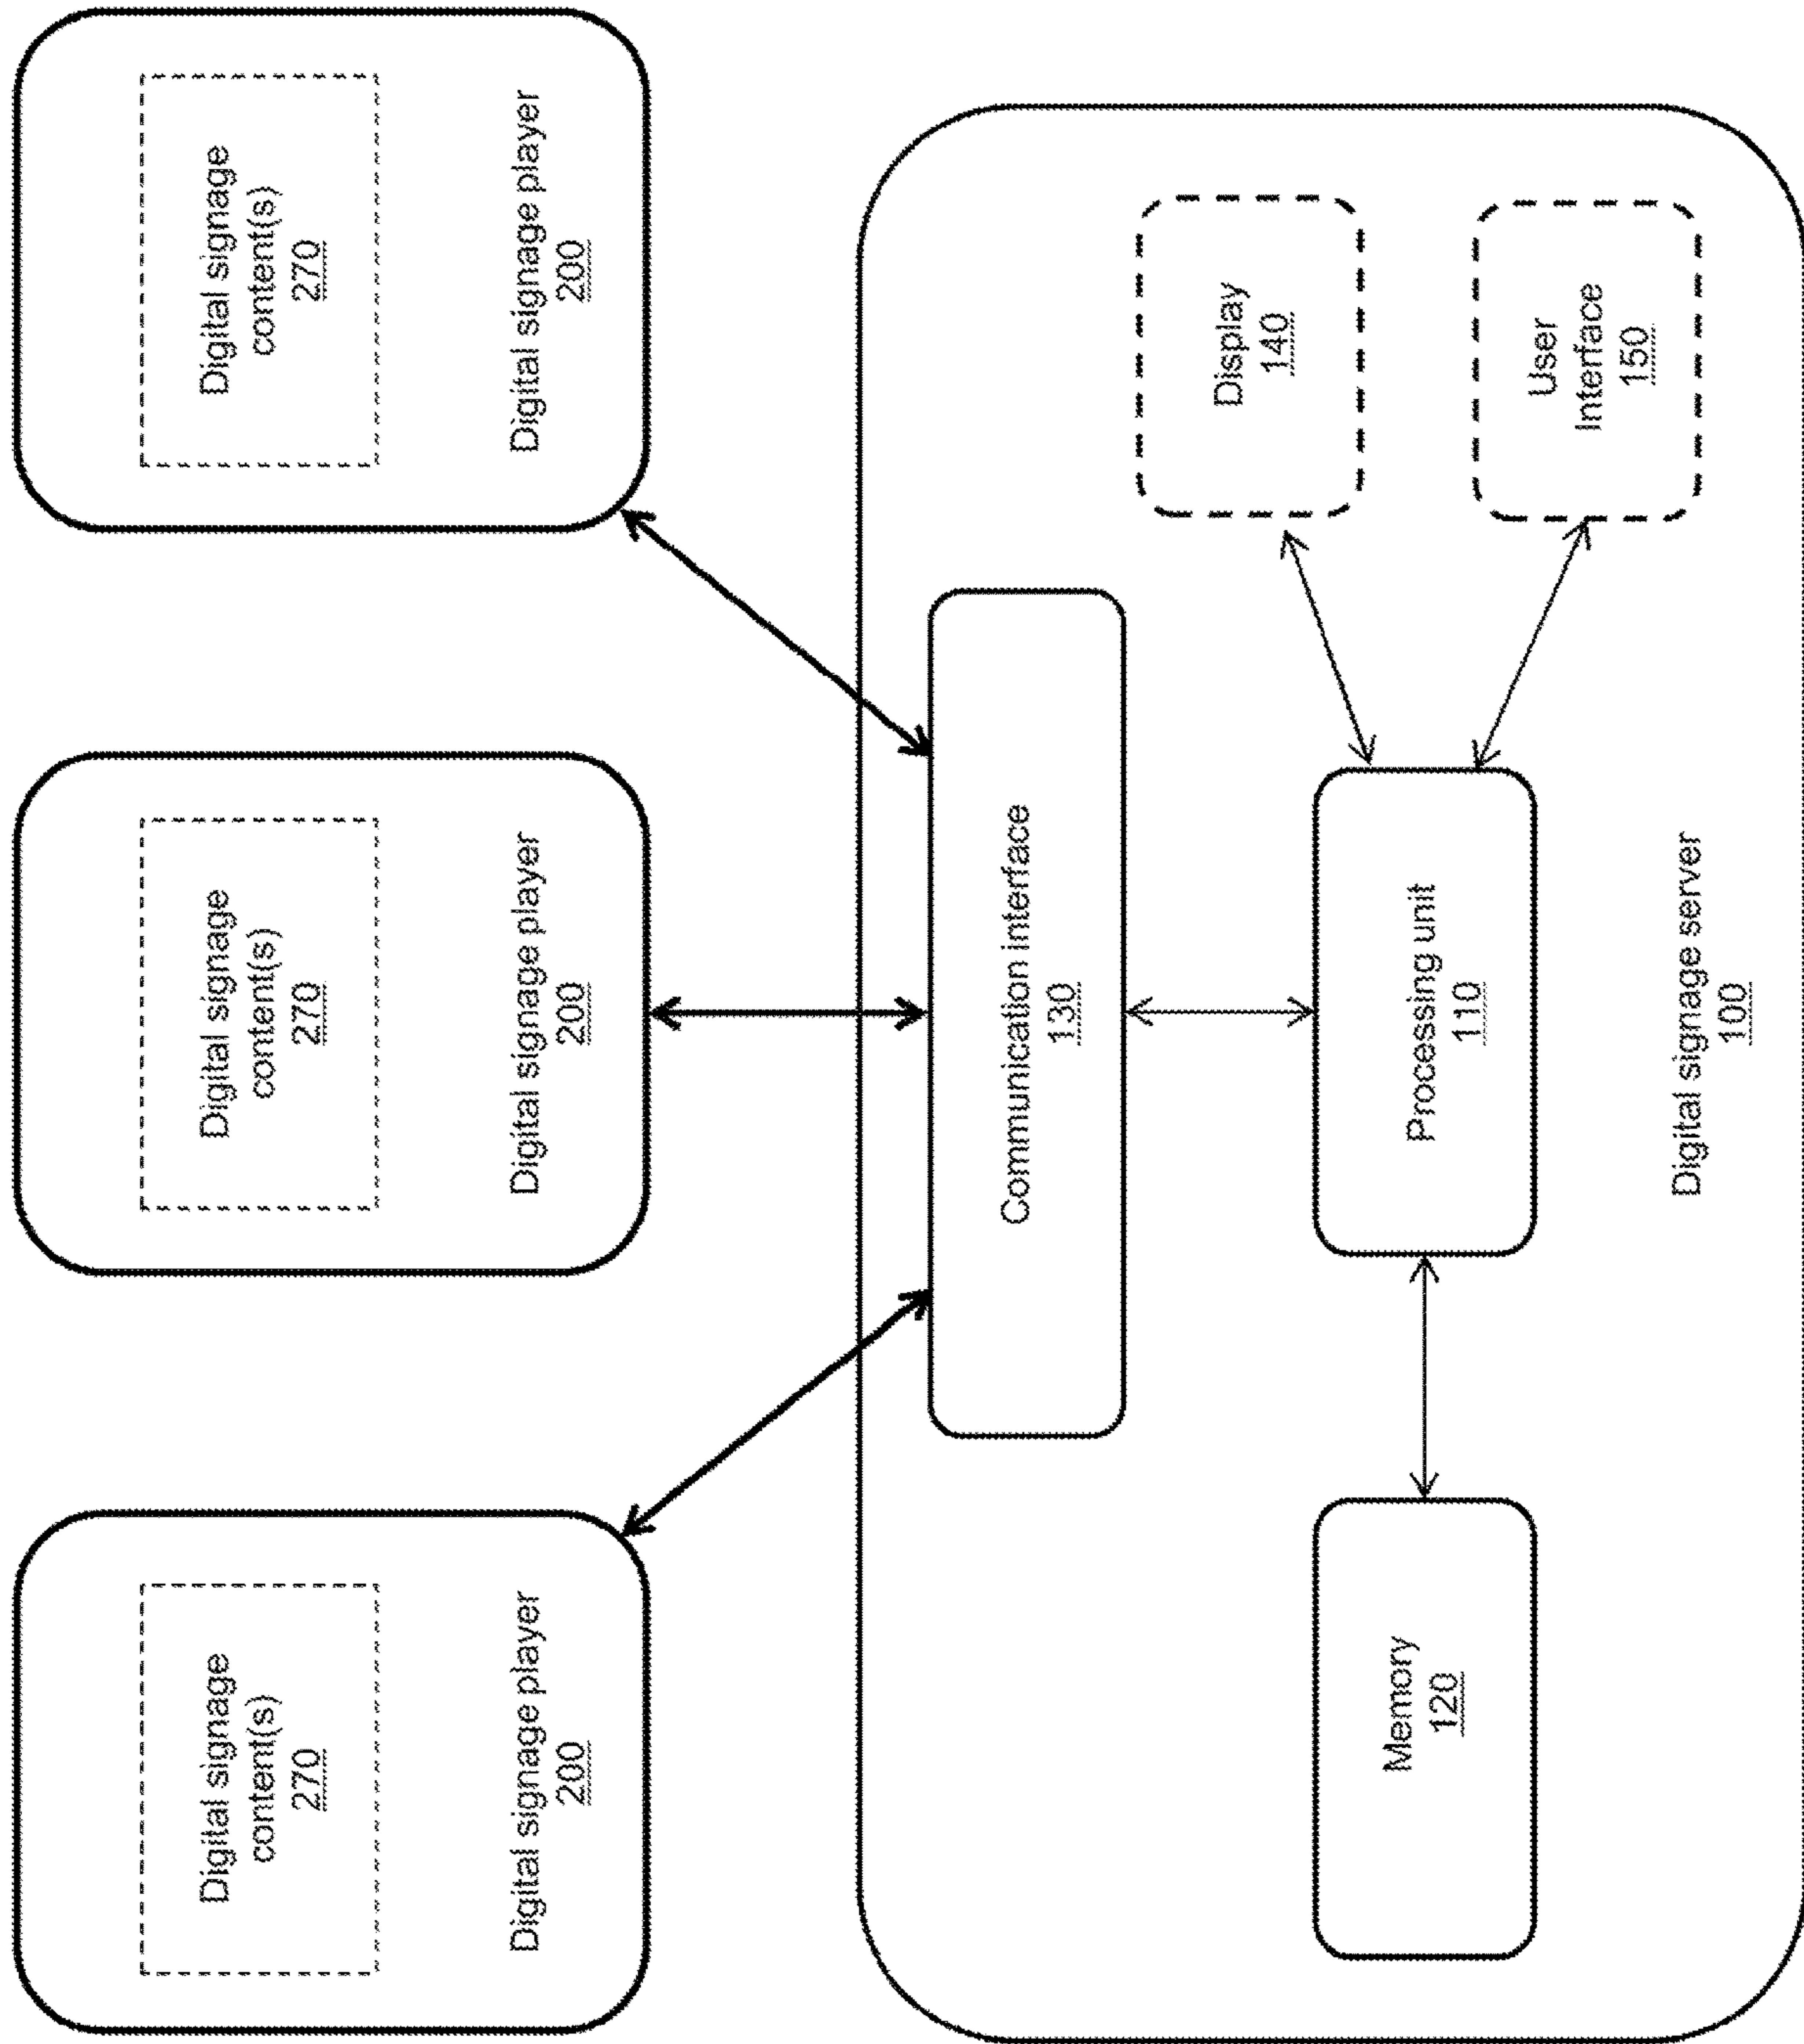 Digital signage
content(s)
270
Digital signage player
200
Digital signage
content(s)
270
Digital signage player
200
Digital signage
content(s)
270
Digital signage player
200
Communication interface
130
Memory
120
Processing unit
110
Display
140
User
Interface
150
Digital signage server
100